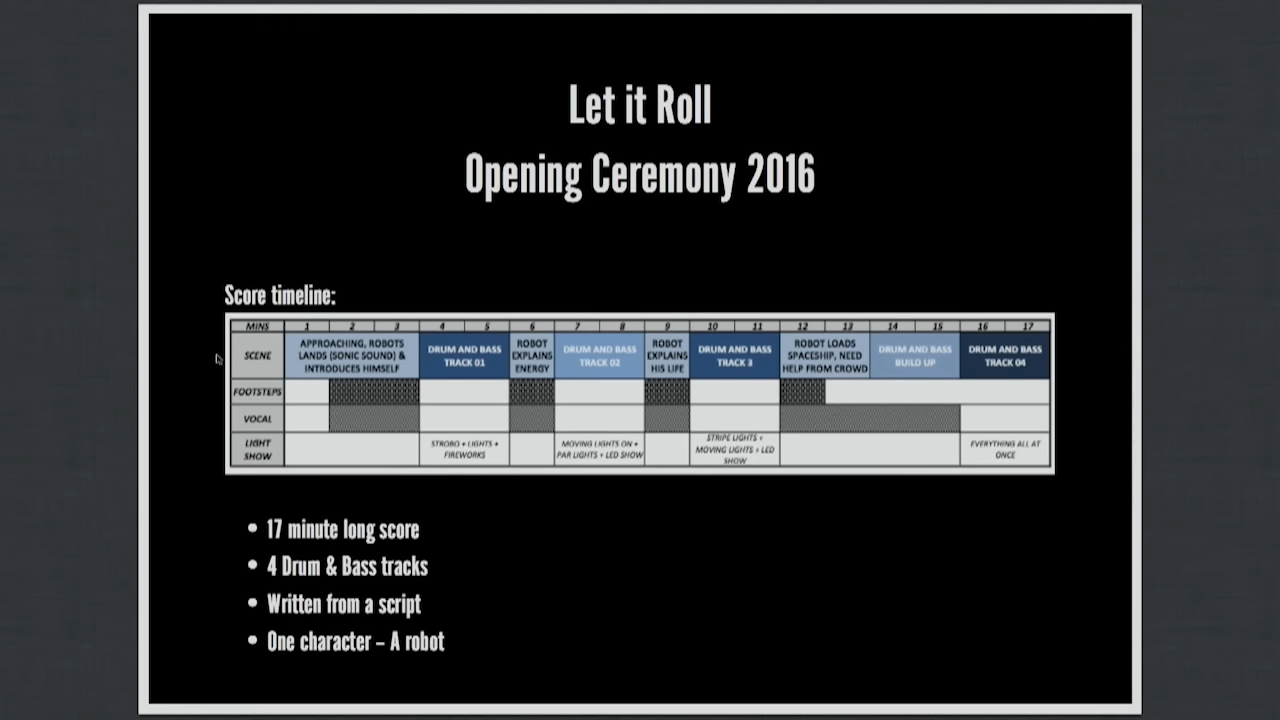 Let it Roll
Opening Ceremony 2016
Score timeline:
MINS 1 2 3 4 5 6 7 8 9 10 11 12 13 14 15 16 17
SCENE
APPROACHING, ROBOTS
LANDS (SONIC SOUND) &
INTRODUCES HIMSELF
DRUM AND BASS
TRACK 01
ROBOT
EXPLAINS
ENERGY
DRUM AND BASS
TRACK 02
ROBOT
EXPLAINS
HIS LIFE
DRUM AND BASS
TRACK 3
ROBOT LOADS
SPACESHIP, NEED
HELP FROM CROWD
DRUM AND BASS
BUILD UP
DRUM AND BASS
TRACK 04
FOOTSTEPS
VOCAL
LIGHT
SHOW
STROBO + LIGHTS +
FIREWORKS
MOVING LIGHTS ON +
PAR LIGHTS + LED SHOW
STRIPE LIGHTS +
MOVING LIGHTS + LED
SHOW
EVERYTHING ALL AT
ONCE
• 17 minute long score
• 4 Drum & Bass tracks
• Written from a script
• One character – A robot